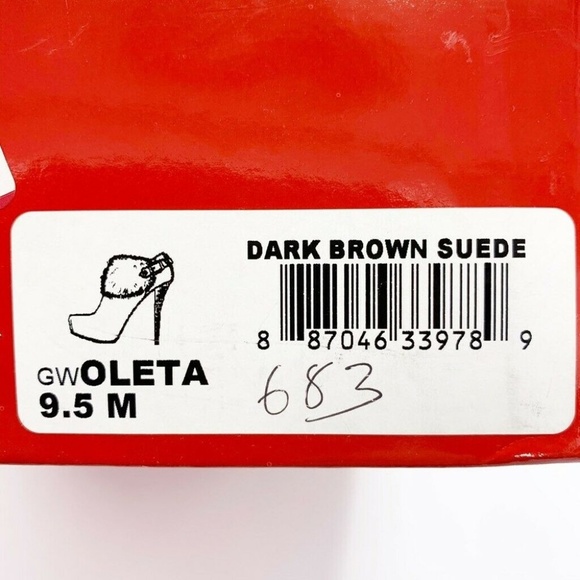 DARK BROWN SUEDE
8 87046 33978 9
GWOLETA
9.5 M
683